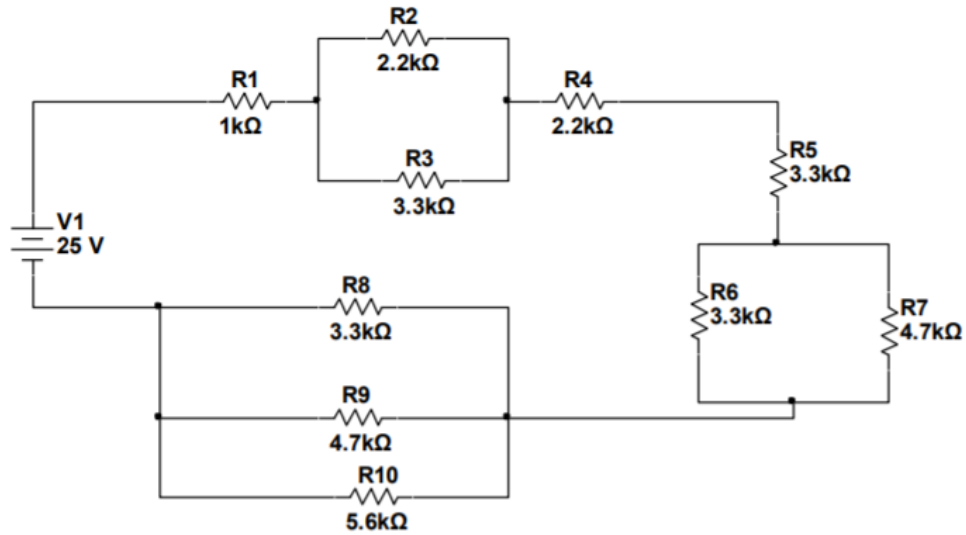 R2
2.2kΩ
R1
1kΩ
R4
2.2kΩ
R3
3.3kΩ
R5
3.3kΩ
V1
25 V
R8
3.3kΩ
R6
3.3kΩ
R7
4.7kΩ
R9
4.7kΩ
R10
5.6kΩ